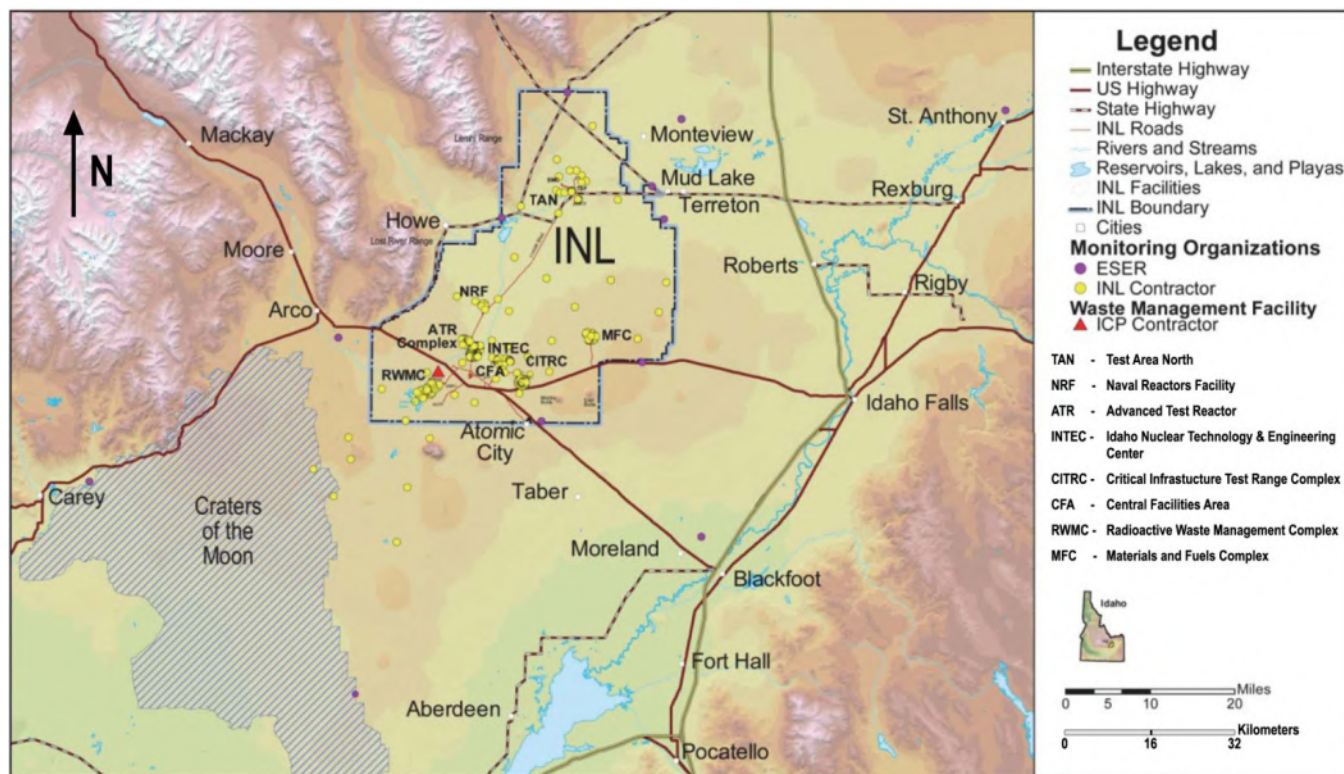 N
Mackay
Lemhi Range
Monteview
St. Anthony
Mud Lake
TAN
Terreton
Rexburg
Howe
Lost River Range
INL
Moore
Roberts
NRF
Rigby
Arco
ATR
Complex
MFC
INTEC
CITRC
CFA
RWMC
Idaho Falls
Atomic
City
Carey
Taber
Craters
of the
Moon
Moreland
Blackfoot
Fort Hall
Aberdeen
Pocatello
Legend
Interstate Highway
US Highway
State Highway
INL Roads
Rivers and Streams
Reservoirs, Lakes, and Playas
INL Facilities
INL Boundary
Cities
Monitoring Organizations
ESER
INL Contractor
Waste Management Facility
ICP Contractor
TAN - Test Area North
NRF - Naval Reactors Facility
ATR - Advanced Test Reactor
INTEC - Idaho Nuclear Technology & Engineering
Center
CITRC - Critical Infrastucture Test Range Complex
CFA - Central Facilities Area
RWMC - Radioactive Waste Management Complex
MFC - Materials and Fuels Complex
Idaho
Miles
0 5 10 20
Kilometers
0 16 32